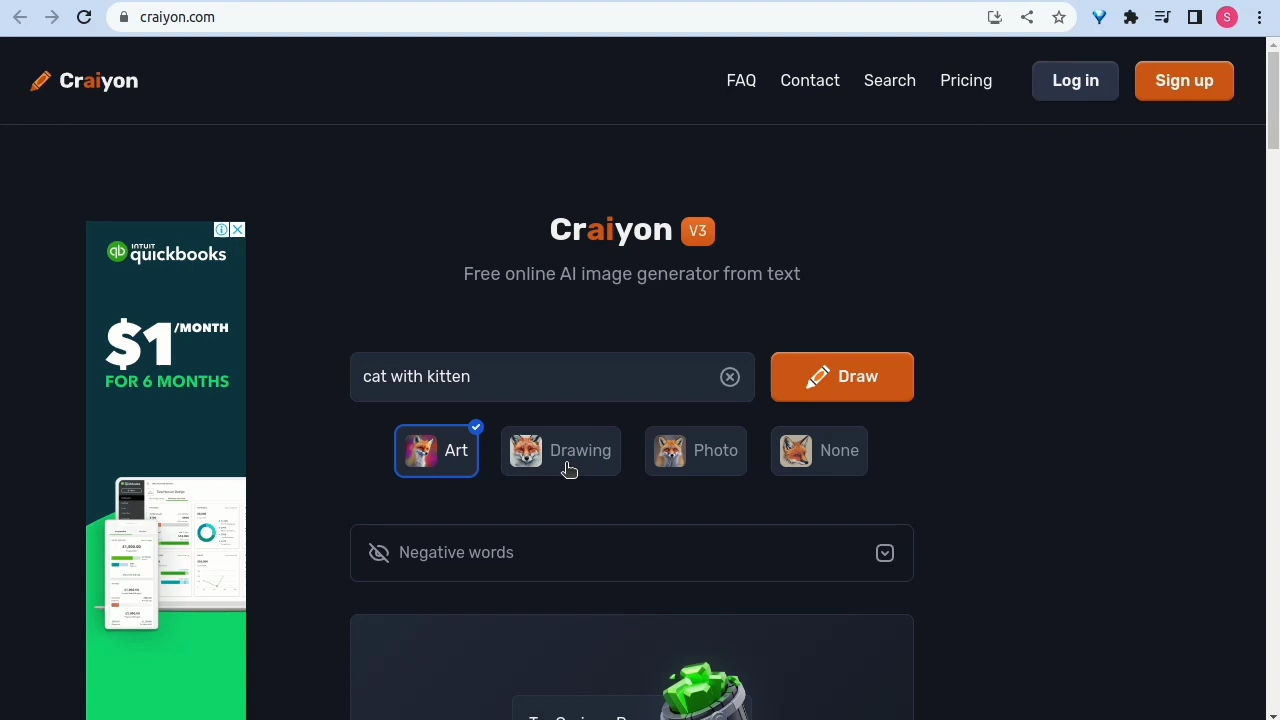 craiyon.com
S
Craiyon
FAQ
Contact
Search
Pricing
Log in
Sign up
INTUIT
qb quickbooks
$1/MONTH
FOR 6 MONTHS
Craiyon V3
Free online AI image generator from text
cat with kitten
Draw
Art
Drawing
Photo
None
Negative words